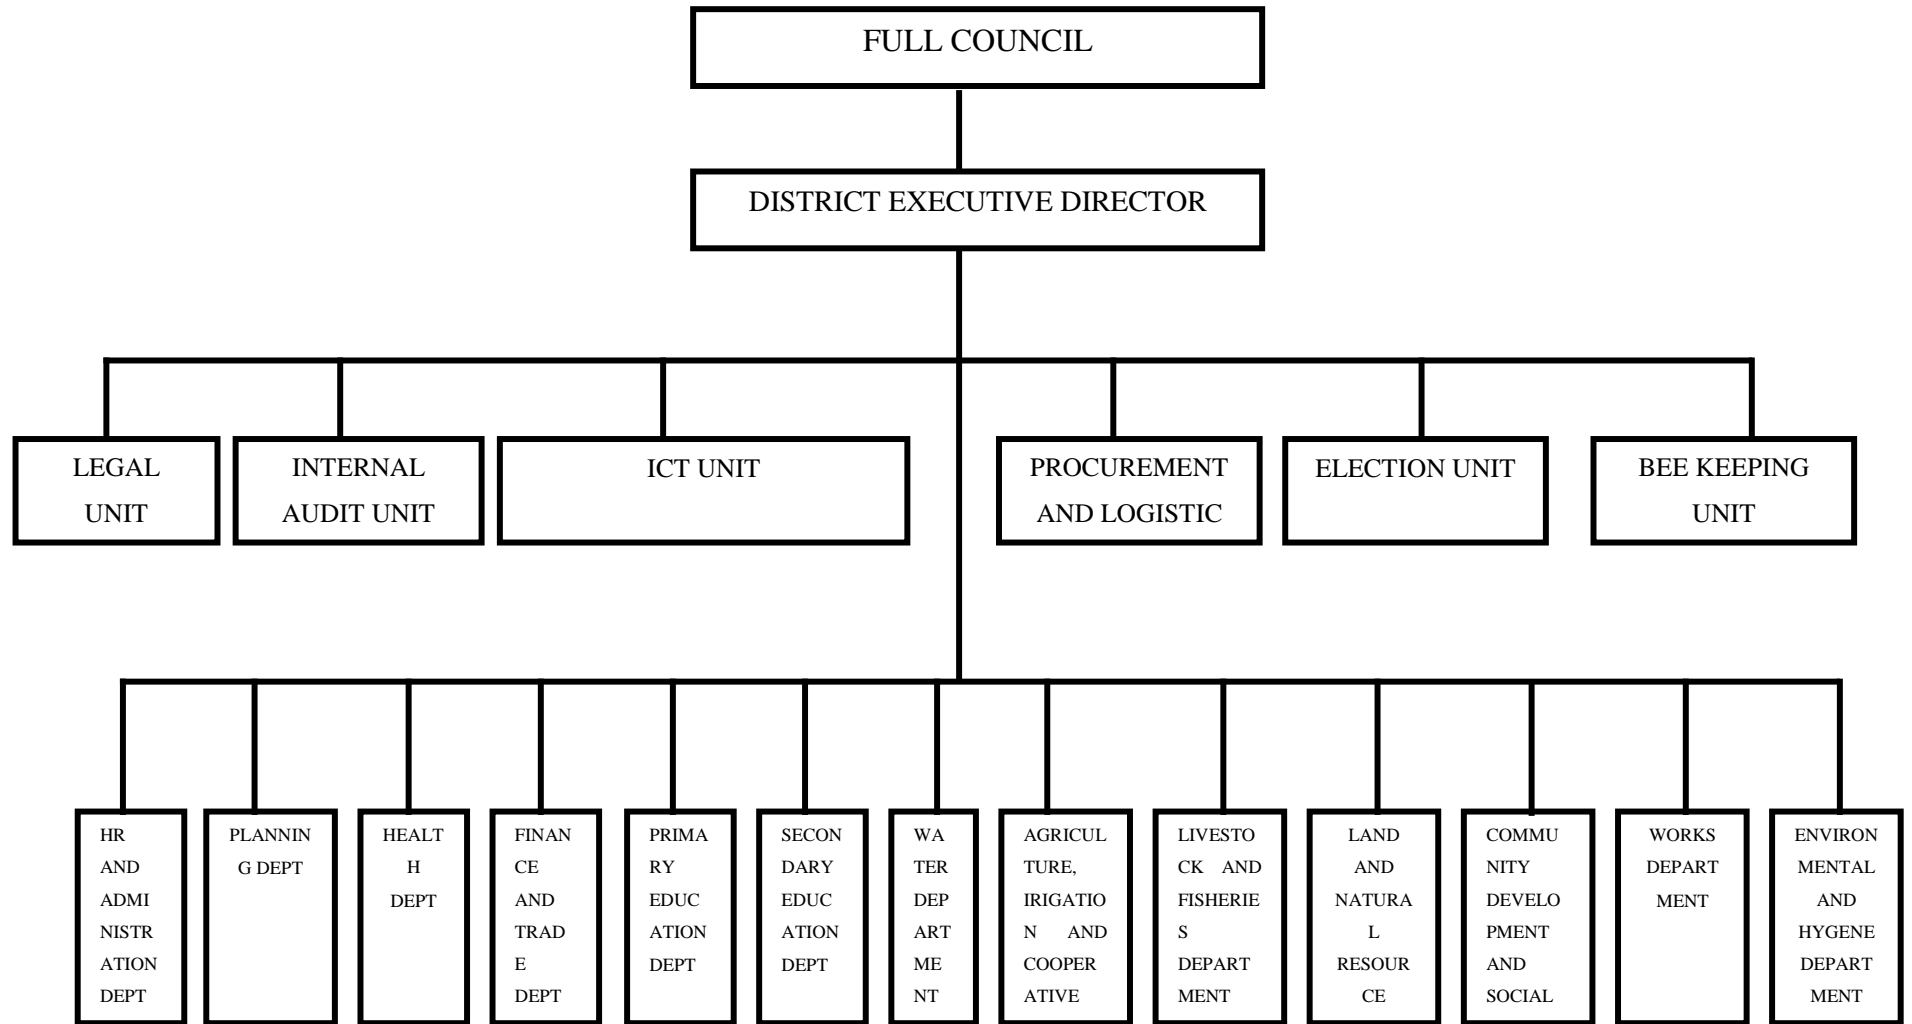 FULL COUNCIL
DISTRICT EXECUTIVE DIRECTOR
LEGAL
UNIT
INTERNAL
AUDIT UNIT
ICT UNIT
PROCUREMENT
AND LOGISTIC
ELECTION UNIT
BEE KEEPING
UNIT
HR
AND
ADMI
NISTR
ATION
DEPT
PLANNIN
G DEPT
HEALT
H
DEPT
FINAN
CE
AND
TRAD
E
DEPT
PRIMA
RY
EDUC
ATION
DEPT
SECON
DARY
EDUC
ATION
DEPT
WA
TER
DEP
ART
ME
NT
AGRICUL
TURE,
IRIGATIO
N AND
COOPER
ATIVE
LIVESTO
CK AND
FISHERIE
S
DEPART
MENT
LAND
AND
NATURA
L
RESOUR
CE
COMMU
NITY
DEVELO
PMENT
AND
SOCIAL
WORKS
DEPART
MENT
ENVIRON
MENTAL
AND
HYGENE
DEPART
MENT